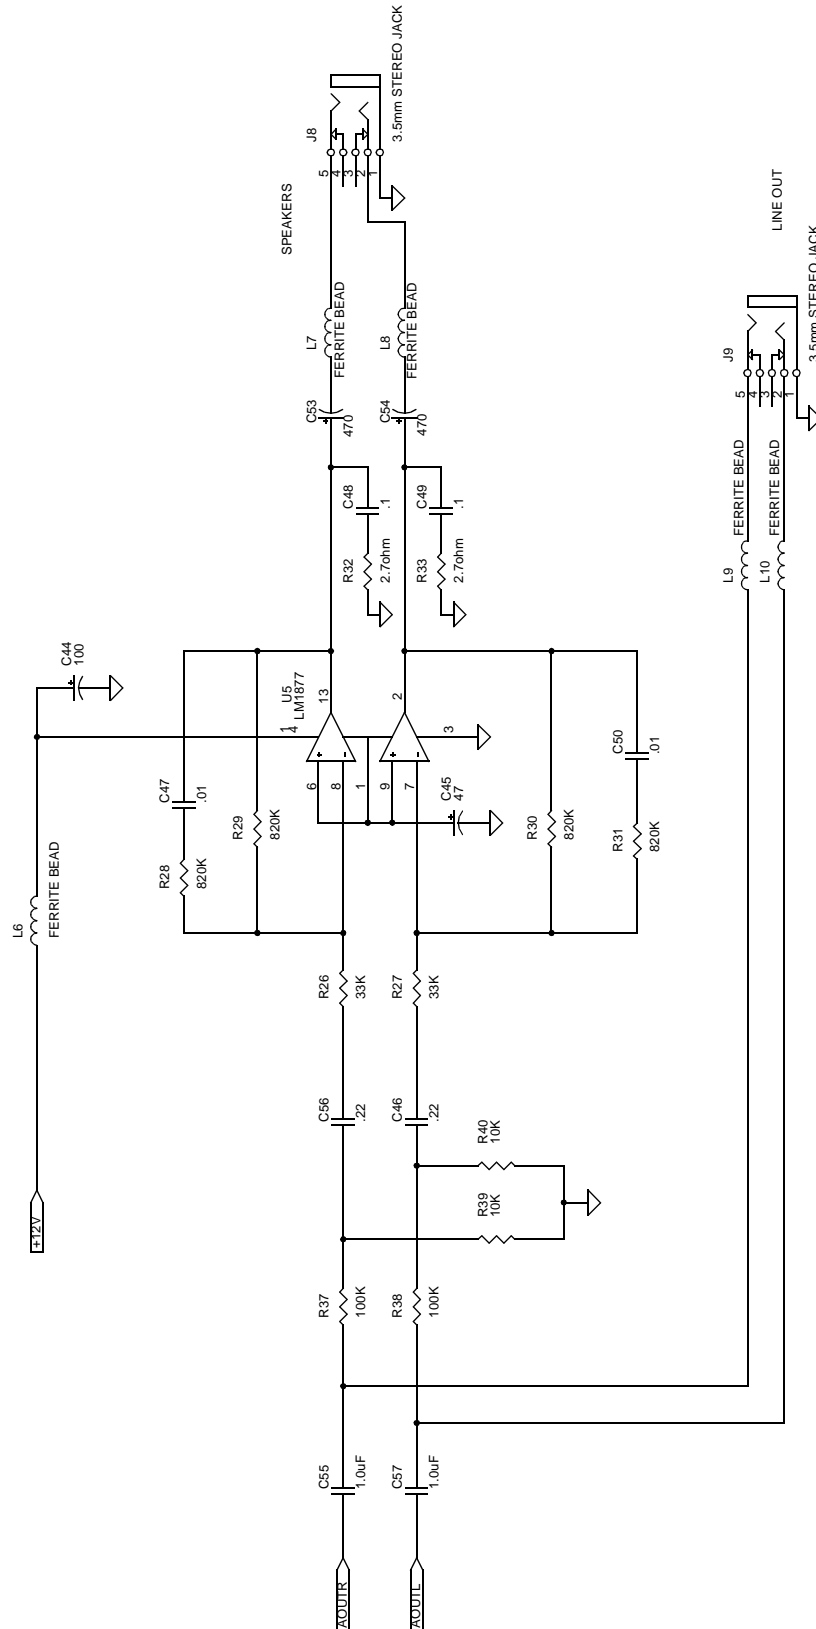 +12V
L6
FERRITE BEAD
C44
100
R28
820K
C47
.01
R29
820K
U5
LM1877
14
13
6
8
1
9
7
2
3
C45
47
R30
820K
R31
820K
C50
.01
AOUTR
C55
1.0uF
R37
100K
C56
.22
R26
33K
AOUTL
C57
1.0uF
R38
100K
C46
.22
R27
33K
R39
10K
R40
10K
R32
2.7ohm
C48
.1
R33
2.7ohm
C49
.1
C53
470
L7
FERRITE BEAD
C54
470
L8
FERRITE BEAD
SPEAKERS
J8
5
4
3
2
1
3.5mm STEREO JACK
L9
FERRITE BEAD
L10
FERRITE BEAD
J9
5
4
3
2
1
LINE OUT
3.5mm STEREO JACK